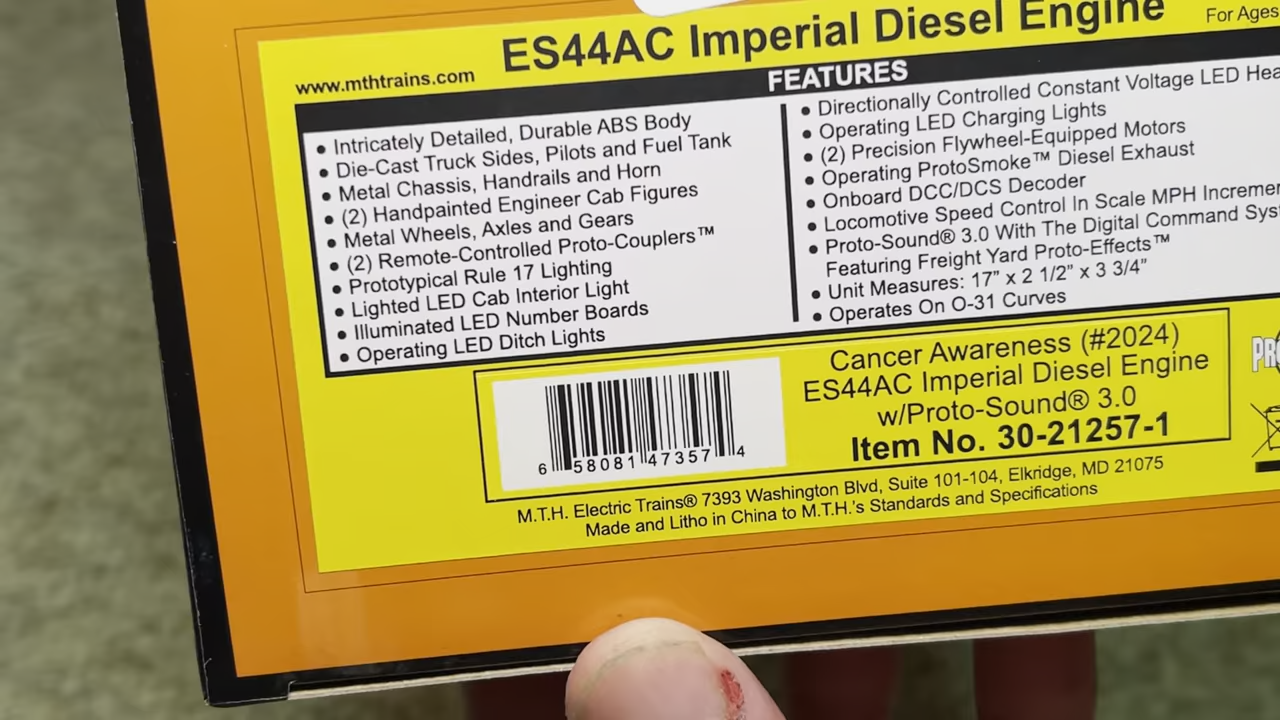 ES44AC Imperial Diesel Engine
For Ages
www.mthtrains.com
FEATURES
• Intricately Detailed, Durable ABS Body
• Die-Cast Truck Sides, Pilots and Fuel Tank
• Metal Chassis, Handrails and Horn
• (2) Handpainted Engineer Cab Figures
• Metal Wheels, Axles and Gears
• (2) Remote-Controlled Proto-Couplers™
• Prototypical Rule 17 Lighting
• Lighted LED Cab Interior Light
• Illuminated LED Number Boards
• Operating LED Ditch Lights
• Directionally Controlled Constant Voltage LED
• Operating LED Charging Lights
• (2) Precision Flywheel-Equipped Motors
• Operating ProtoSmoke™ Diesel Exhaust
• Onboard DCC/DCS Decoder
• Locomotive Speed Control In Scale MPH
• Proto-Sound® 3.0 With The Digital Command
Featuring Freight Yard Proto-Effects™
• Unit Measures: 17” x 2 1/2” x 3 3/4”
• Operates On O-31 Curves
6 58081 47357 4
Cancer Awareness (#2024)
ES44AC Imperial Diesel Engine
w/Proto-Sound® 3.0
Item No. 30-21257-1
M.T.H. Electric Trains® 7393 Washington Blvd, Suite 101-104, Elkridge, MD 21075
Made and Litho in China to M.T.H.'s Standards and Specifications